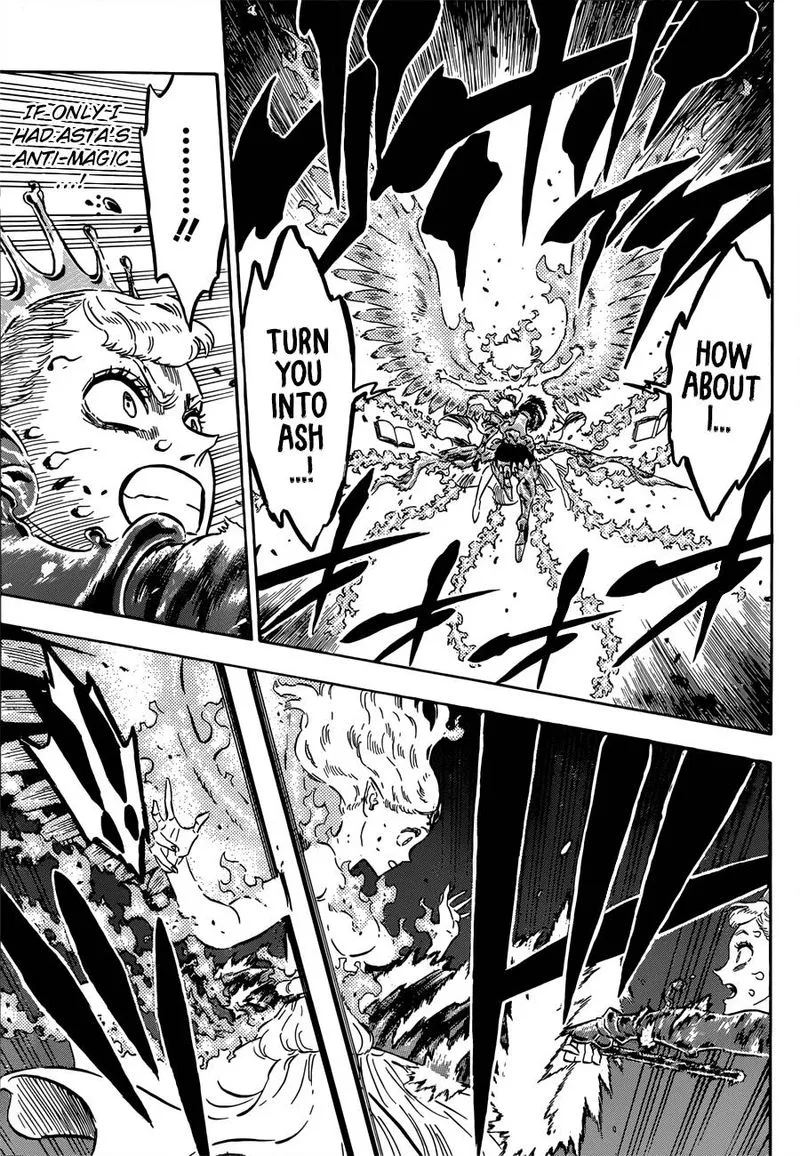 HOW
ABOUT
I...
TURN
YOU
INTO
ASH
....!
........!!
IF ONLY I
HAD ASTA'S
ANTI-MAGIC
...!